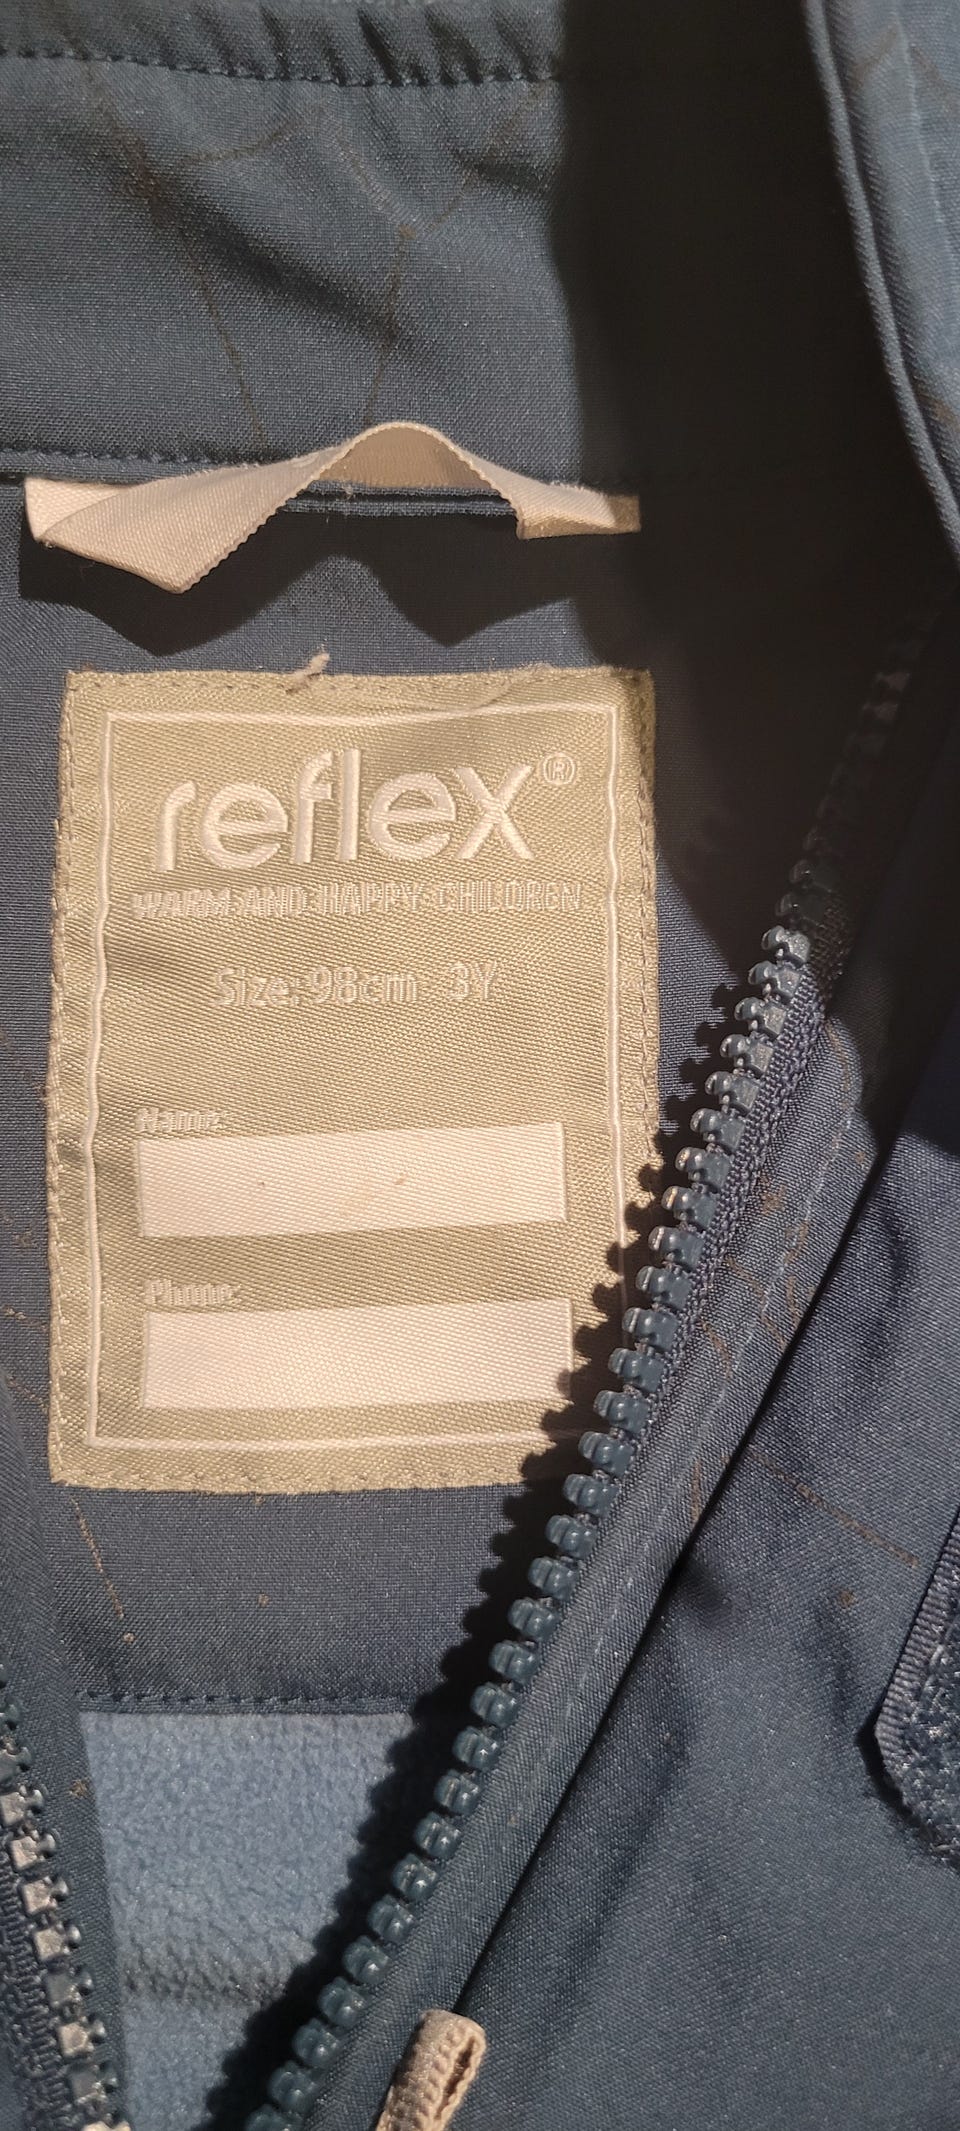 reflex®
WARM AND HAPPY CHILDREN
Size: 98cm 3Y
Name:
Phone: